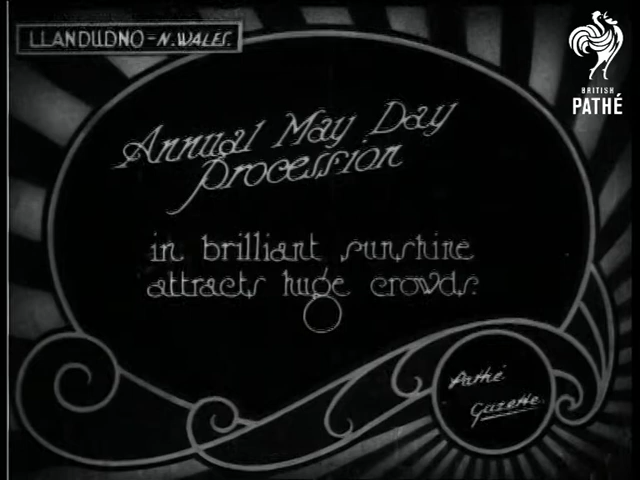 LLANDUDNO = N. WALES.
BRITISH
PATHÉ
Annual May Day
Procession
in brilliant sunshine
attracts huge crowds.
Pathé
Gazette.